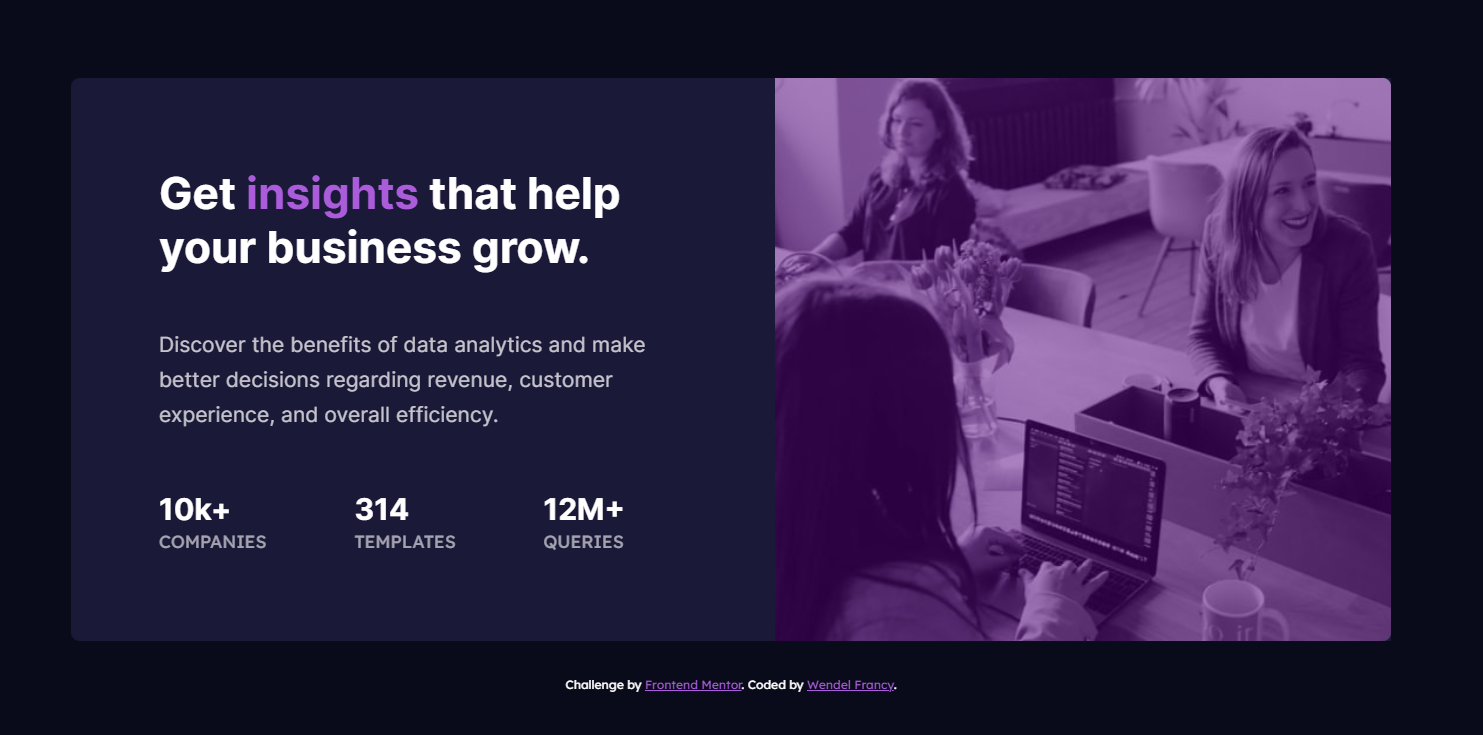 Get insights that help
your business grow.
Discover the benefits of data analytics and make
better decisions regarding revenue, customer
experience, and overall efficiency.
10k+ 314 12M+
COMPANIES TEMPLATES QUERIES
Challenge by Frontend Mentor. Coded by Wendel Francy.